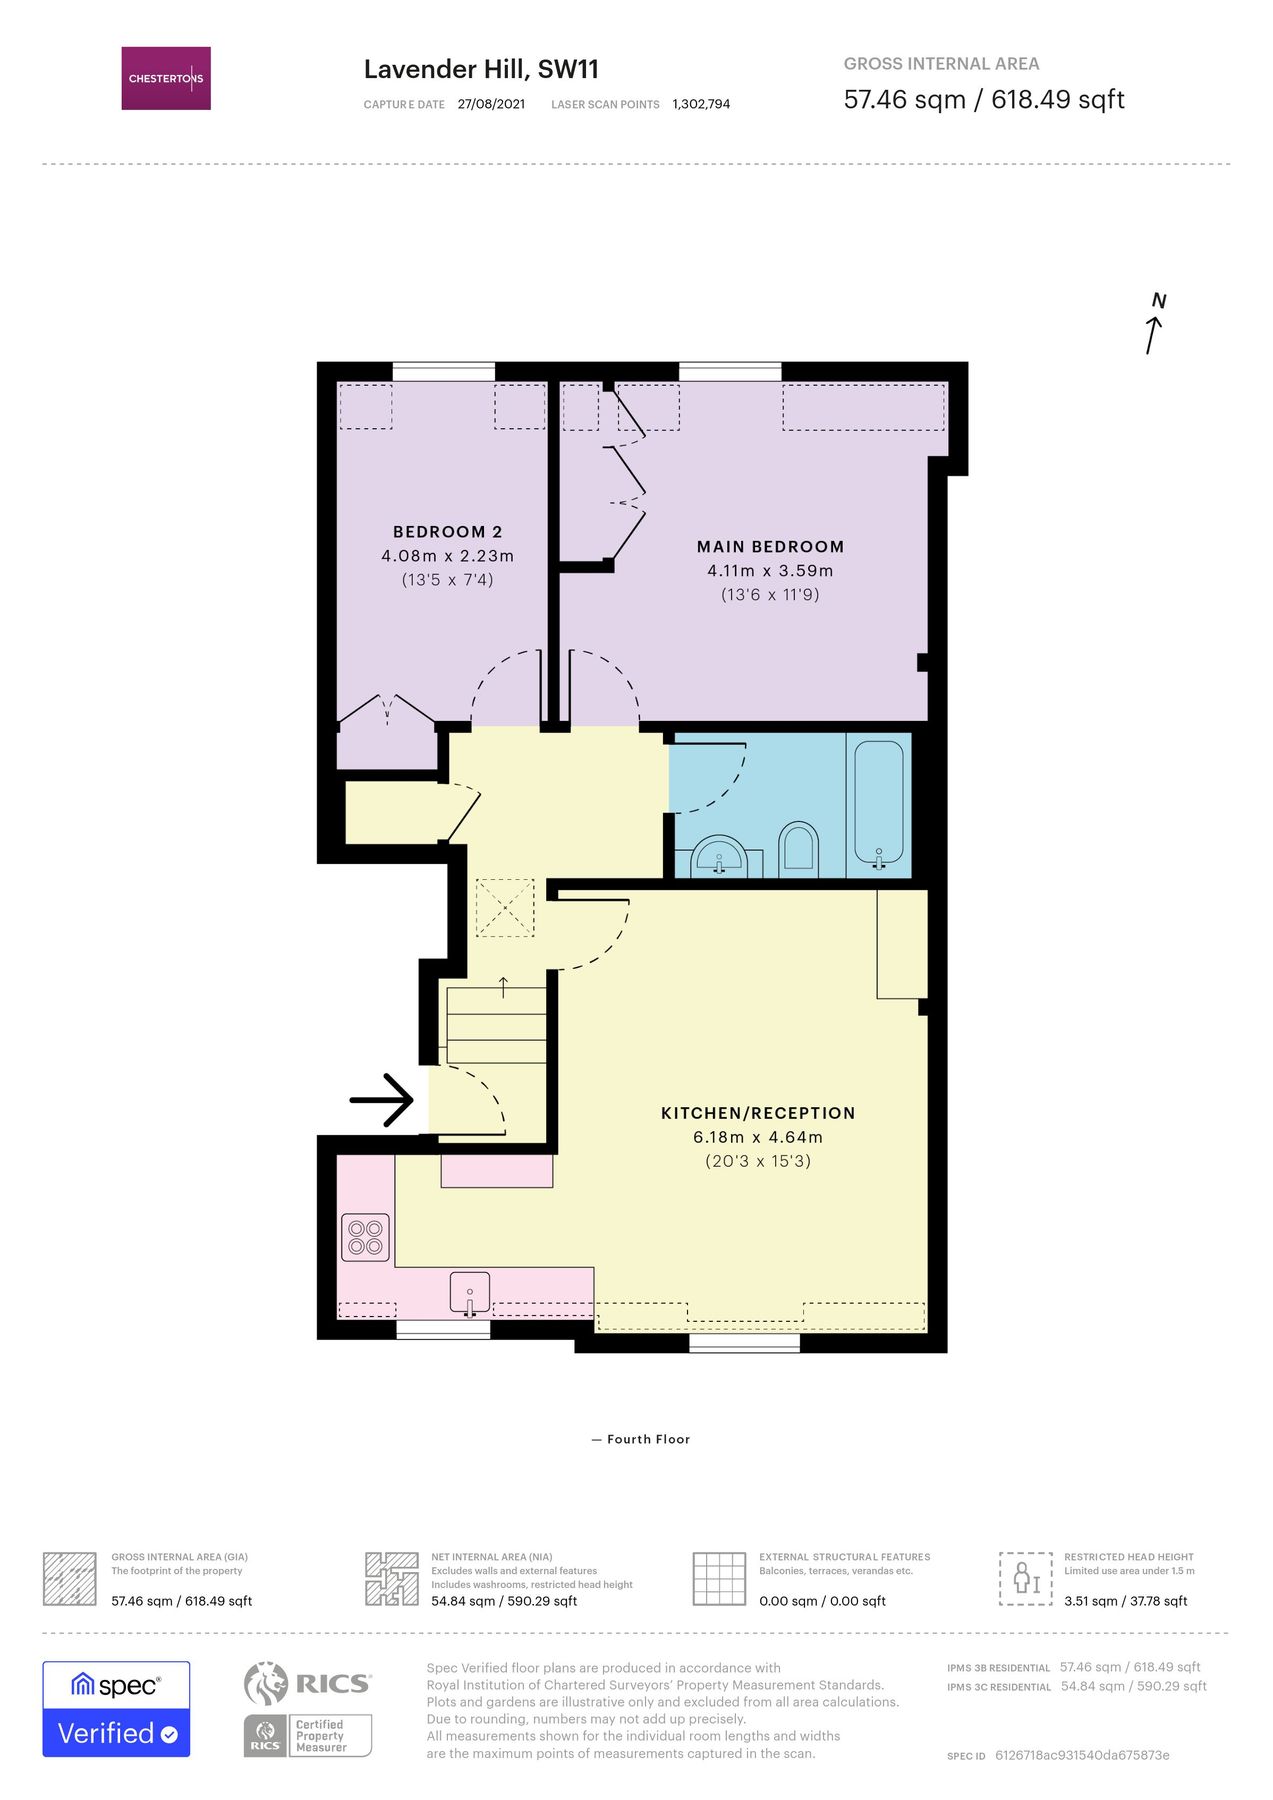 CHESTERTONS
Lavender Hill, SW11
CAPTURE DATE 27/08/2021 LASER SCAN POINTS 1,302,794
GROSS INTERNAL AREA
57.46 sqm / 618.49 sqft
N
BEDROOM 2
4.08m x 2.23m
(13'5 x 7'4)
MAIN BEDROOM
4.11m x 3.59m
(13'6 x 11'9)
KITCHEN/RECEPTION
6.18m x 4.64m
(20'3 x 15'3)
— Fourth Floor
GROSS INTERNAL AREA (GIA)
The footprint of the property
57.46 sqm / 618.49 sqft
NET INTERNAL AREA (NIA)
Excludes walls and external features
Includes washrooms, restricted head height
54.84 sqm / 590.29 sqft
EXTERNAL STRUCTURAL FEATURES
Balconies, terraces, verandas etc.
0.00 sqm / 0.00 sqft
RESTRICTED HEAD HEIGHT
Limited use area under 1.5 m
3.51 sqm / 37.78 sqft
spec®
Verified
RICS®
RICS
Certified
Property
Measurer
Spec Verified floor plans are produced in accordance with
Royal Institution of Chartered Surveyors' Property Measurement Standards.
Plots and gardens are illustrative only and excluded from all area calculations.
Due to rounding, numbers may not add up precisely.
All measurements shown for the individual room lengths and widths
are the maximum points of measurements captured in the scan.
IPMS 3B RESIDENTIAL 57.46 sqm / 618.49 sqft
IPMS 3C RESIDENTIAL 54.84 sqm / 590.29 sqft
SPEC ID 6126718ac931540da675873e